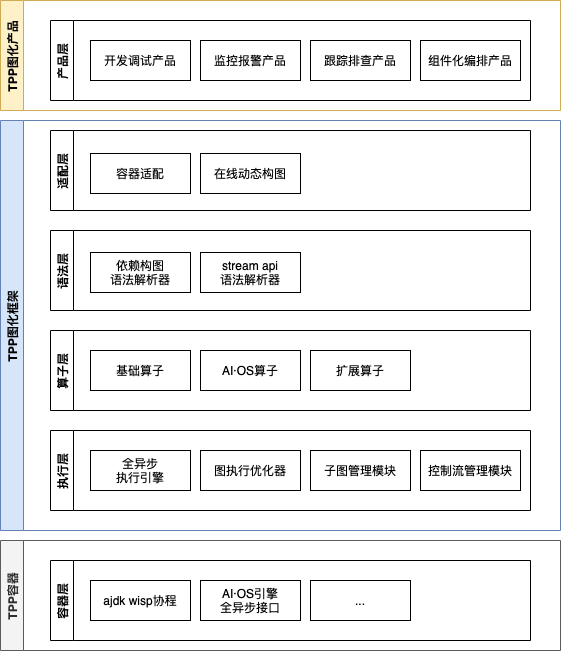 TPP图化产品
产品层
开发调试产品
监控报警产品
跟踪排查产品
组件化编排产品
TPP图化框架
适配层
容器适配
在线动态构图
语法层
依赖构图
语法解析器
stream api
语法解析器
算子层
基础算子
AI·OS算子
扩展算子
执行层
全异步
执行引擎
图执行优化器
子图管理模块
控制流管理模块
TPP容器
容器层
ajdk wisp协程
AI·OS引擎
全异步接口
...